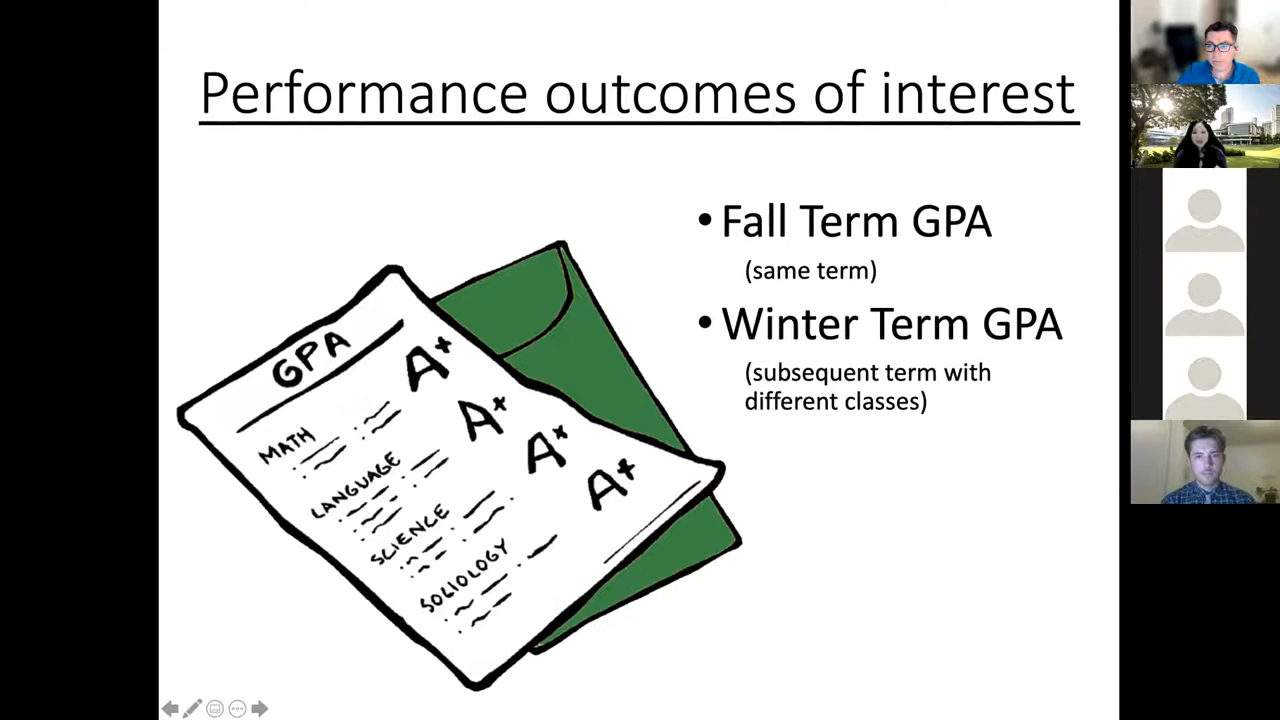 Performance outcomes of interest
•Fall Term GPA
(same term)
•Winter Term GPA
(subsequent term with
different classes)
GPA
MATH
A+
LANGUAGE
A+
SCIENCE
A+
SOCIOLOGY
A+